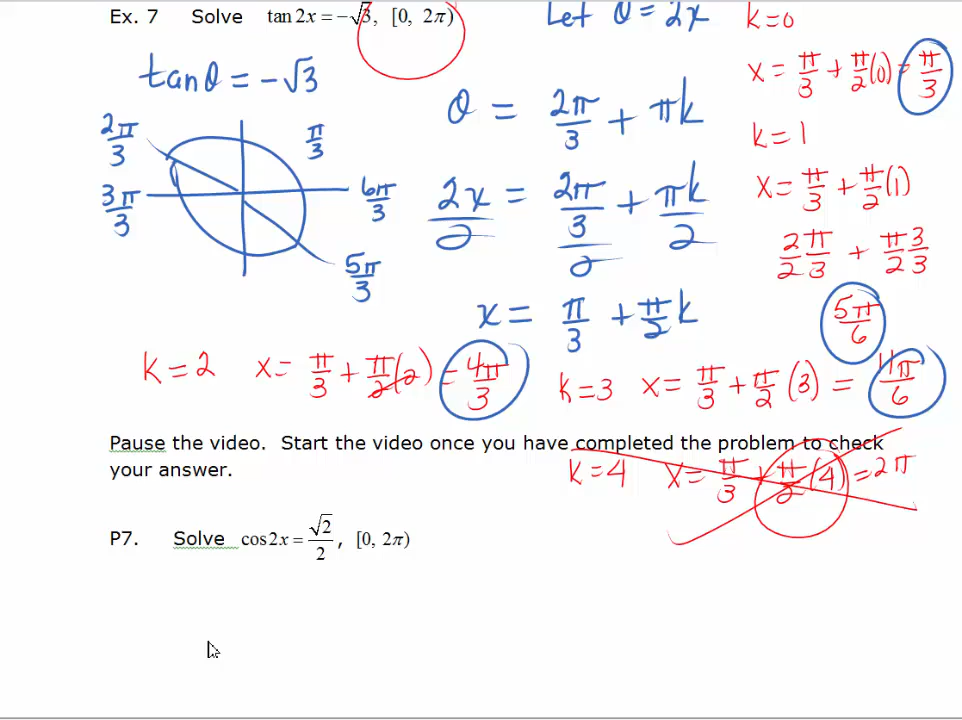 Ex. 7 Solve tan 2x = −√3, [0, 2π)
Let θ = 2x
tanθ = −√3
2π/3
π/3
3π/3
6π/3
5π/3
θ = 2π/3 + πk
2x/2 = 2π/3/2 + πk/2
x = π/3 + π/2 k
k=0
x = π/3 + π/2(0) = π/3
k=1
x = π/3 + π/2(1)
2/2 π/3 + π/2 3/3
5π/6
k=2 x = π/3 + π/2(2) = 4π/3
k=3 x = π/3 + π/2(3) = 11π/6
Pause the video. Start the video once you have completed the problem to check
your answer.
k=4 x = π/3 + π/2(4) = 2π
P7. Solve cos2x = √2/2, [0, 2π)